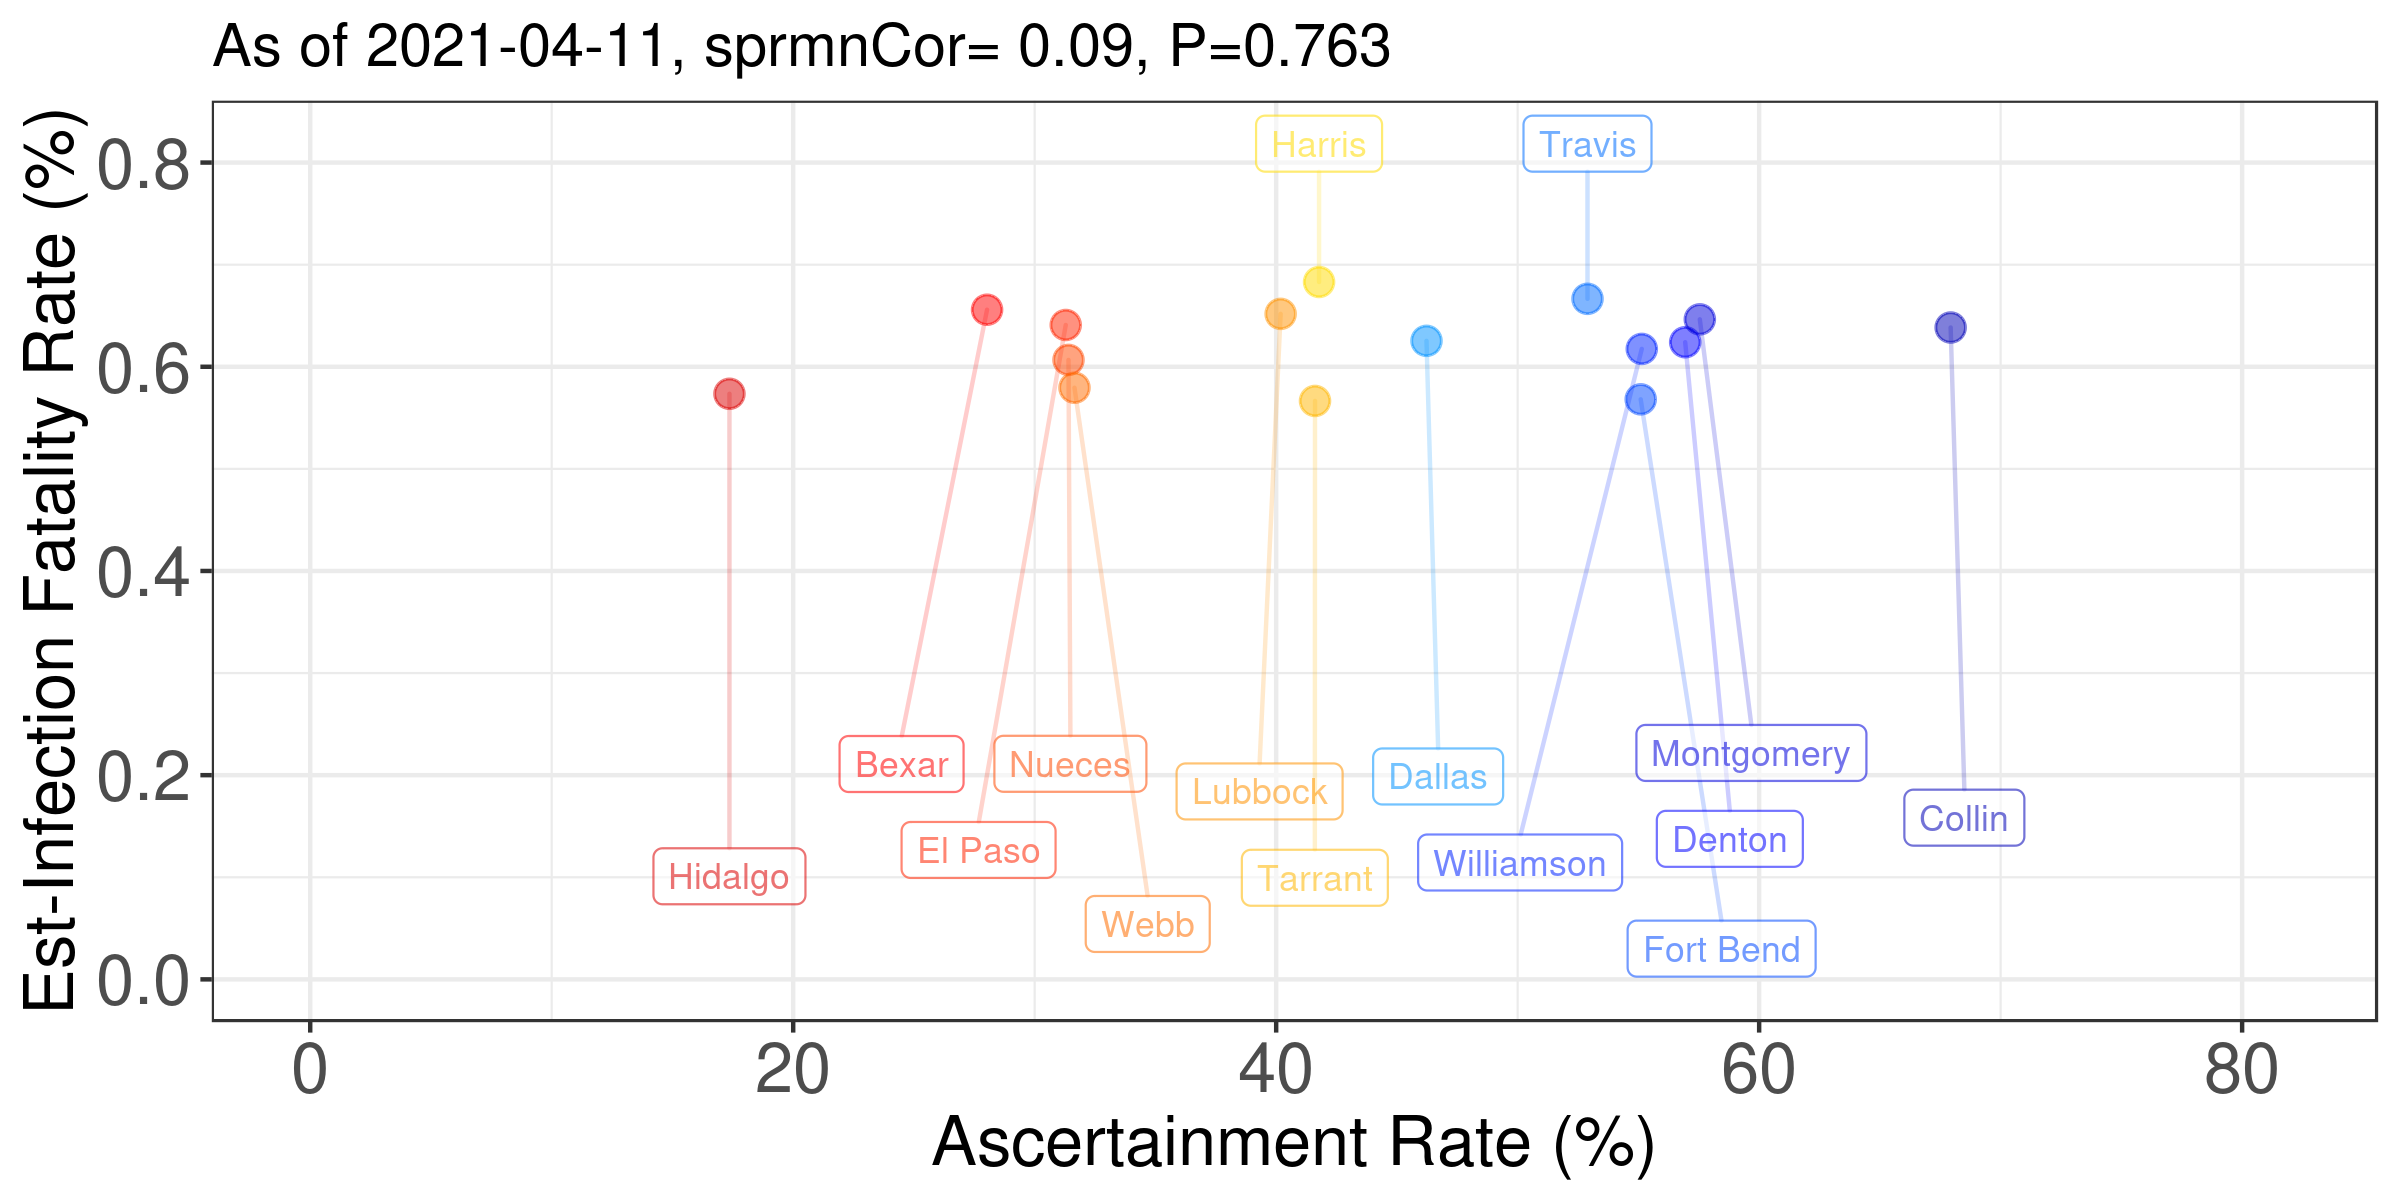 As of 2021-04-11, sprmnCor= 0.09, P=0.763
Est-Infection Fatality Rate (%)
0.8
0.6
0.4
0.2
0.0
Harris
Travis
Bexar
Nueces
Lubbock
Dallas
Montgomery
Collin
Hidalgo
El Paso
Tarrant
Williamson
Denton
Webb
Fort Bend
0
20
40
60
80
Ascertainment Rate (%)